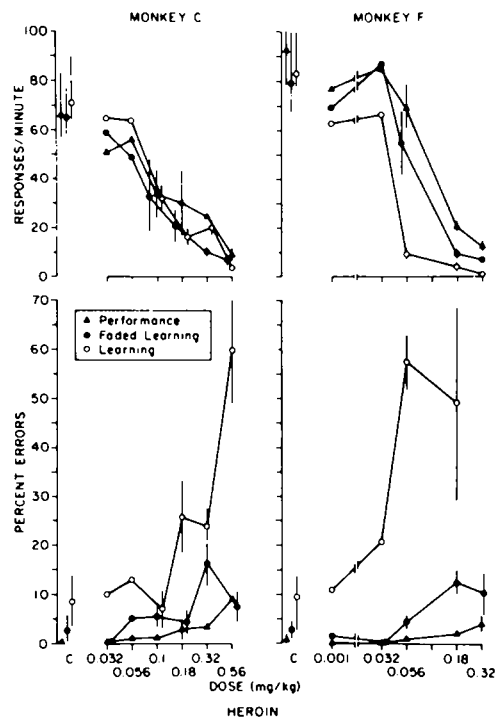 MONKEY C
MONKEY F
RESPONSES/MINUTE
100
80
60
40
20
0
PERCENT ERRORS
70
60
50
40
30
20
10
0
Performance
Faded Learning
Learning
C
0.032
0.056
0.1
0.18
0.32
0.56
C
0.001
0.032
0.056
0.18
0.32
DOSE (mg/kg)
HEROIN